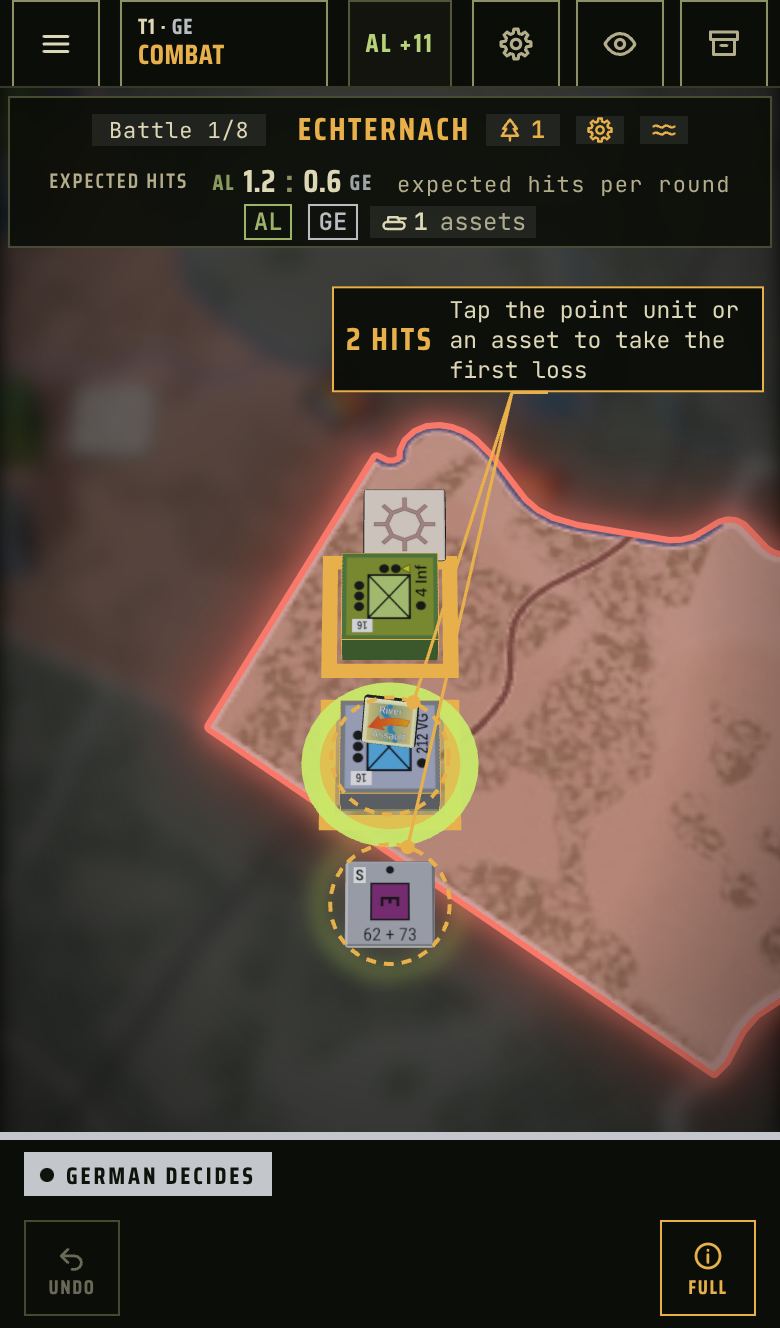 T1 · GE
COMBAT
AL +11
Battle 1/8
ECHTERNACH
1
EXPECTED HITS
AL 1.2 : 0.6 GE expected hits per round
AL
GE
1 assets
2 HITS
Tap the point unit or
an asset to take the
first loss
4 Inf
16
River
Assault
212 VG
16
S
E
62 + 73
GERMAN DECIDES
UNDO
FULL